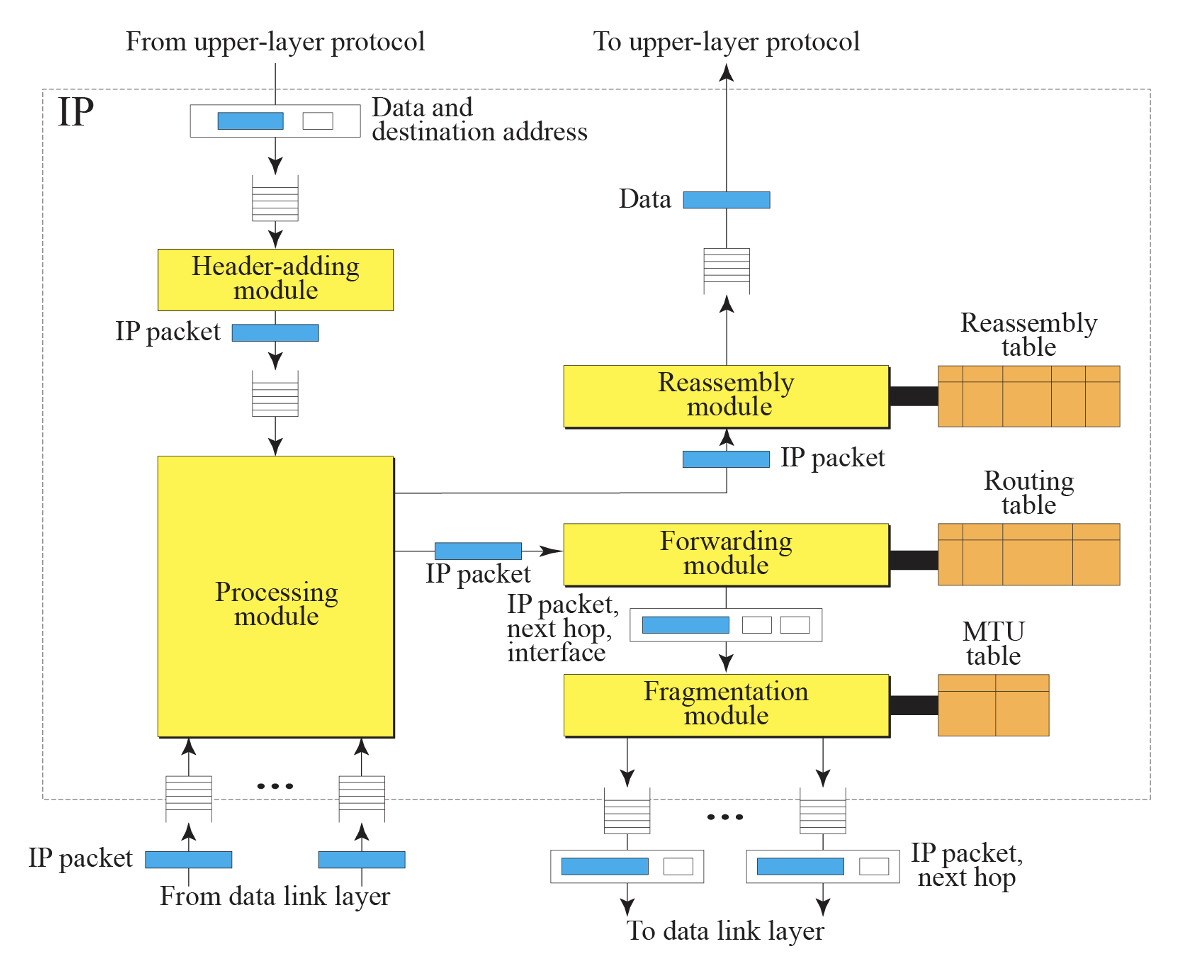 From upper-layer protocol
To upper-layer protocol
IP
Data and
destination address
Data
Header-adding
module
IP packet
Reassembly
table
Reassembly
module
IP packet
Routing
table
Forwarding
module
IP packet
Processing
module
IP packet,
next hop,
interface
MTU
table
Fragmentation
module
IP packet
From data link layer
IP packet,
next hop
To data link layer